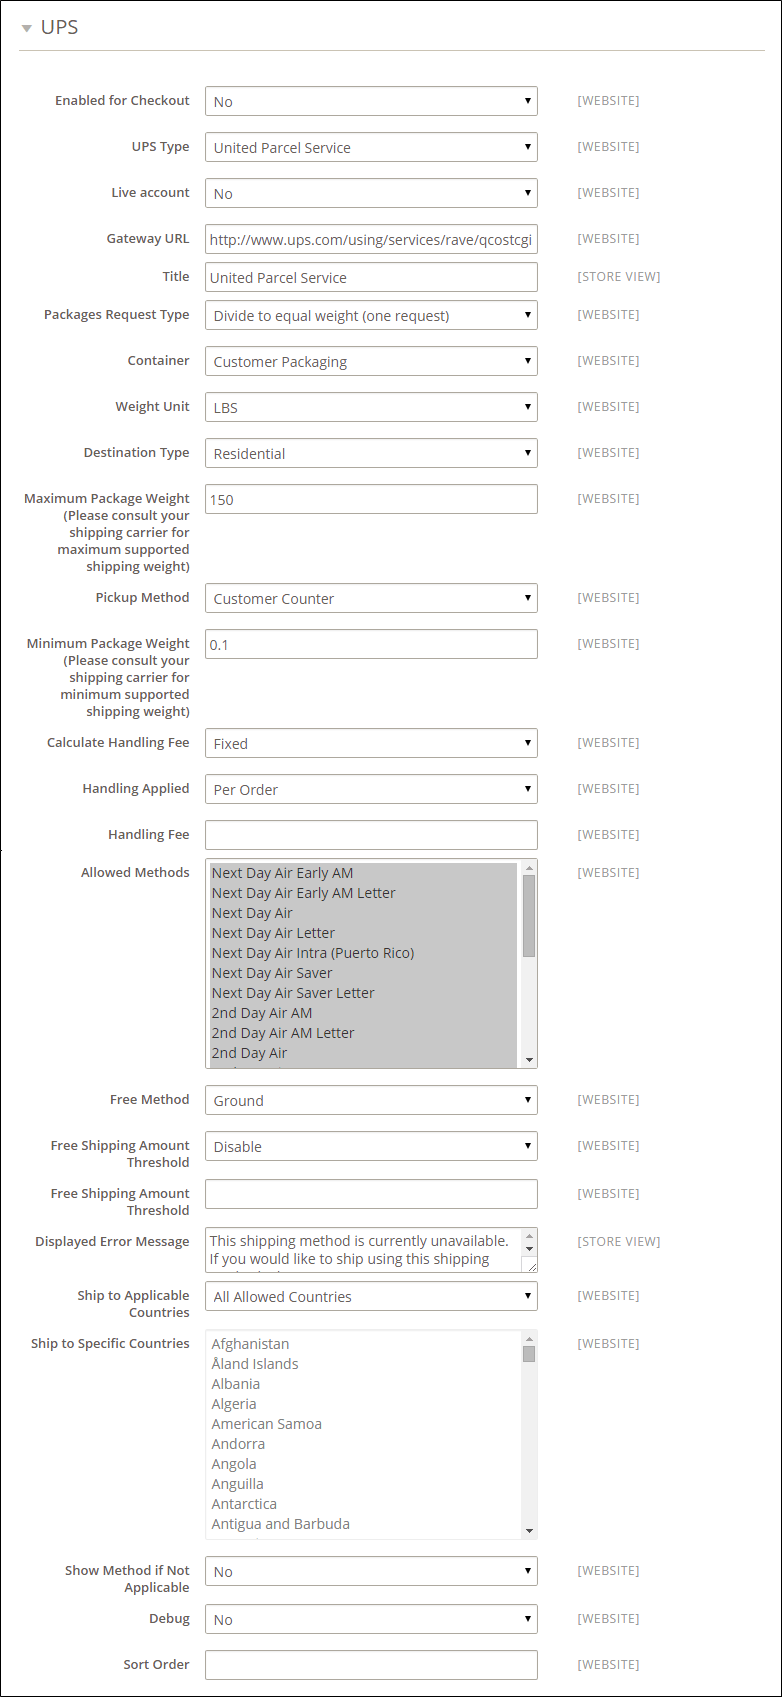 UPS
Enabled for Checkout No [WEBSITE]
UPS Type United Parcel Service [WEBSITE]
Live account No [WEBSITE]
Gateway URL http://www.ups.com/using/services/rave/qcostcgi [WEBSITE]
Title United Parcel Service [STORE VIEW]
Packages Request Type Divide to equal weight (one request) [WEBSITE]
Container Customer Packaging [WEBSITE]
Weight Unit LBS [WEBSITE]
Destination Type Residential [WEBSITE]
Maximum Package Weight 150 [WEBSITE]
(Please consult your
shipping carrier for
maximum supported
shipping weight)
Pickup Method Customer Counter [WEBSITE]
Minimum Package Weight 0.1 [WEBSITE]
(Please consult your
shipping carrier for
minimum supported
shipping weight)
Calculate Handling Fee Fixed [WEBSITE]
Handling Applied Per Order [WEBSITE]
Handling Fee [WEBSITE]
Allowed Methods Next Day Air Early AM [WEBSITE]
Next Day Air Early AM Letter
Next Day Air
Next Day Air Letter
Next Day Air Intra (Puerto Rico)
Next Day Air Saver
Next Day Air Saver Letter
2nd Day Air AM
2nd Day Air AM Letter
2nd Day Air
Free Method Ground [WEBSITE]
Free Shipping Amount Disable [WEBSITE]
Threshold
Free Shipping Amount [WEBSITE]
Threshold
Displayed Error Message This shipping method is currently unavailable. [STORE VIEW]
If you would like to ship using this shipping
Ship to Applicable All Allowed Countries [WEBSITE]
Countries
Ship to Specific Countries Afghanistan [WEBSITE]
Åland Islands
Albania
Algeria
American Samoa
Andorra
Angola
Anguilla
Antarctica
Antigua and Barbuda
Show Method if Not No [WEBSITE]
Applicable
Debug No [WEBSITE]
Sort Order [WEBSITE]